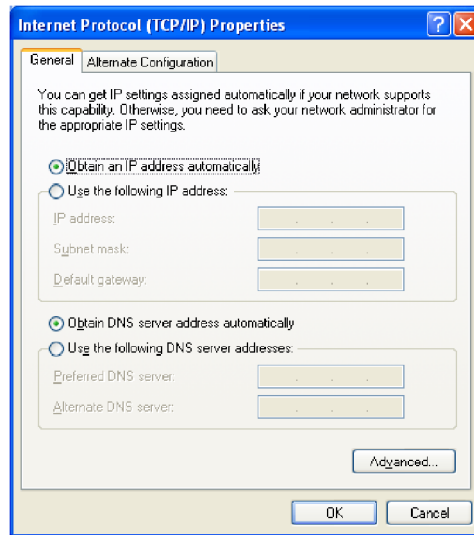 Internet Protocol (TCP/IP) Properties
General
Alternate Configuration
You can get IP settings assigned automatically if your network supports
this capability. Otherwise, you need to ask your network administrator for
the appropriate IP settings.
Obtain an IP address automatically
Use the following IP address:
IP address:
Subnet mask:
Default gateway:
Obtain DNS server address automatically
Use the following DNS server addresses:
Preferred DNS server:
Alternate DNS server:
Advanced...
OK
Cancel